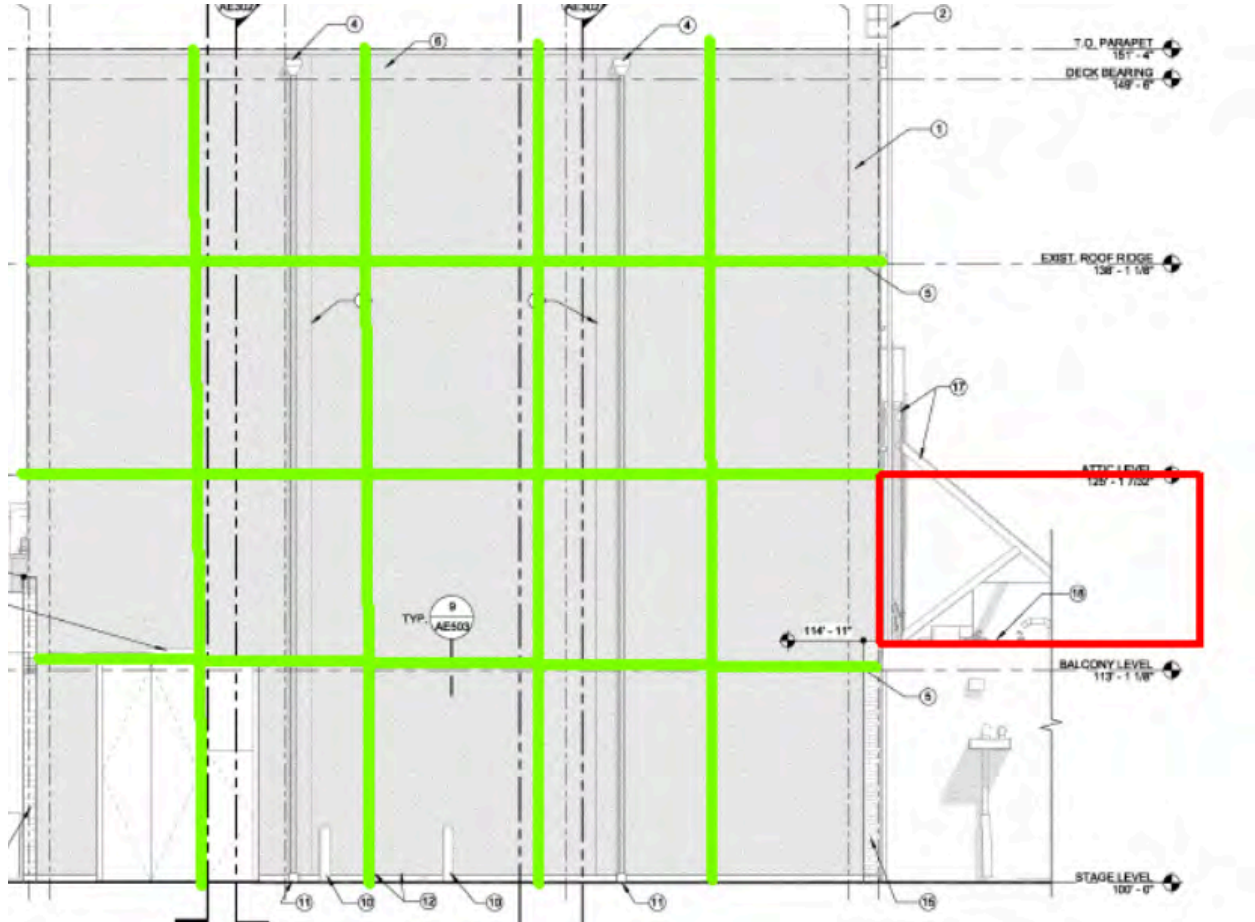 AE302
AE302
4
6
4
2
T.O. PARAPET
151' - 4"
DECK BEARING
149' - 6"
1
EXIST. ROOF RIDGE
138' - 1 1/8"
5
17
ATTIC LEVEL
125' - 1 7/32"
18
TYP.
9
AE503
114' - 11"
BALCONY LEVEL
113' - 1 1/8"
5
STAGE LEVEL
100' - 0"
11
10
12
10
11
15